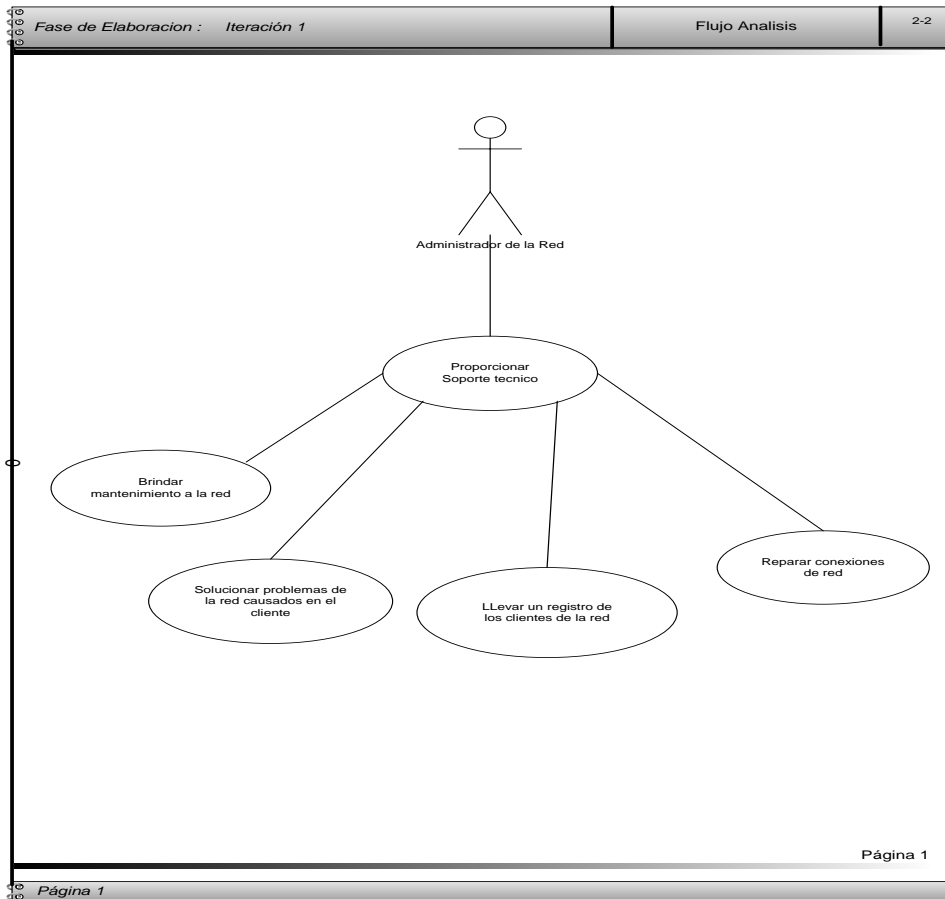 Fase de Elaboracion : Iteración 1
Flujo Analisis
2-2
Administrador de la Red
Proporcionar
Soporte tecnico
Brindar
mantenimiento a la red
Solucionar problemas de
la red causados en el
cliente
LLevar un registro de
los clientes de la red
Reparar conexiones
de red
Página 1
Página 1